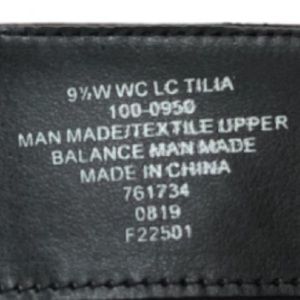 9½W WC LC TILIA
100-0950
MAN MADE/TEXTILE UPPER
BALANCE MAN MADE
MADE IN CHINA
761734
0819
F22501